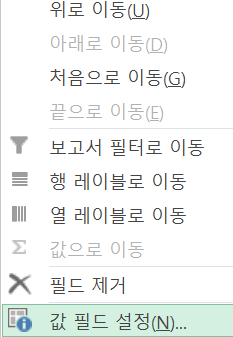 위로 이동(U)
아래로 이동(D)
처음으로 이동(G)
끝으로 이동(E)
보고서 필터로 이동
행 레이블로 이동
열 레이블로 이동
값으로 이동
필드 제거
값 필드 설정(N)...